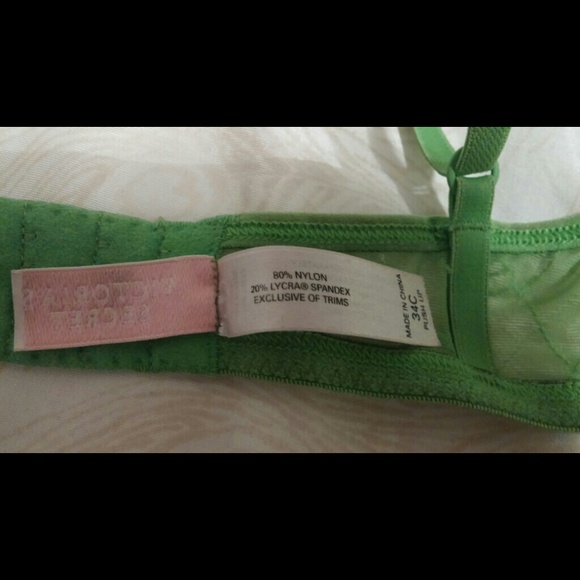 VICTORIA'S
SECRET
80% NYLON
20% LYCRA® SPANDEX
EXCLUSIVE OF TRIMS
MADE IN CHINA
34C
PUSH UP